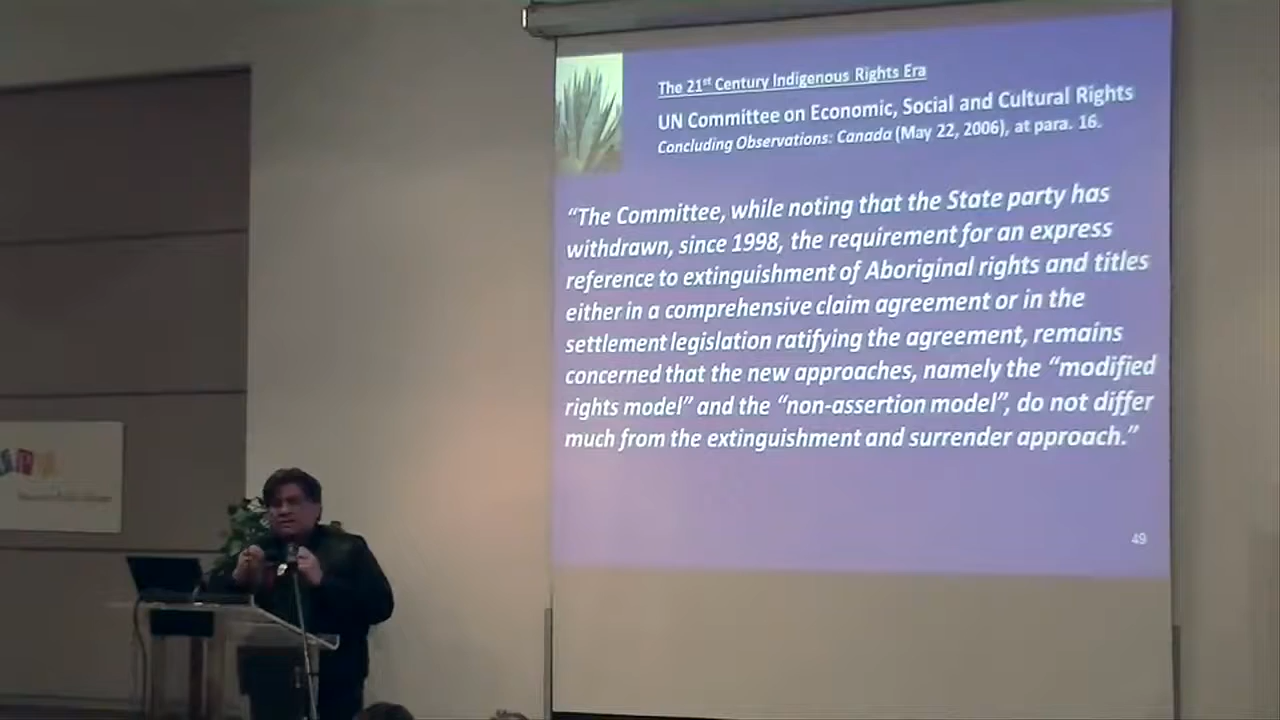 The 21st Century Indigenous Rights Era
UN Committee on Economic, Social and Cultural Rights
Concluding Observations: Canada (May 22, 2006), at para. 16.
“The Committee, while noting that the State party has
withdrawn, since 1998, the requirement for an express
reference to extinguishment of Aboriginal rights and titles
either in a comprehensive claim agreement or in the
settlement legislation ratifying the agreement, remains
concerned that the new approaches, namely the “modified
rights model” and the “non-assertion model”, do not differ
much from the extinguishment and surrender approach.”
49